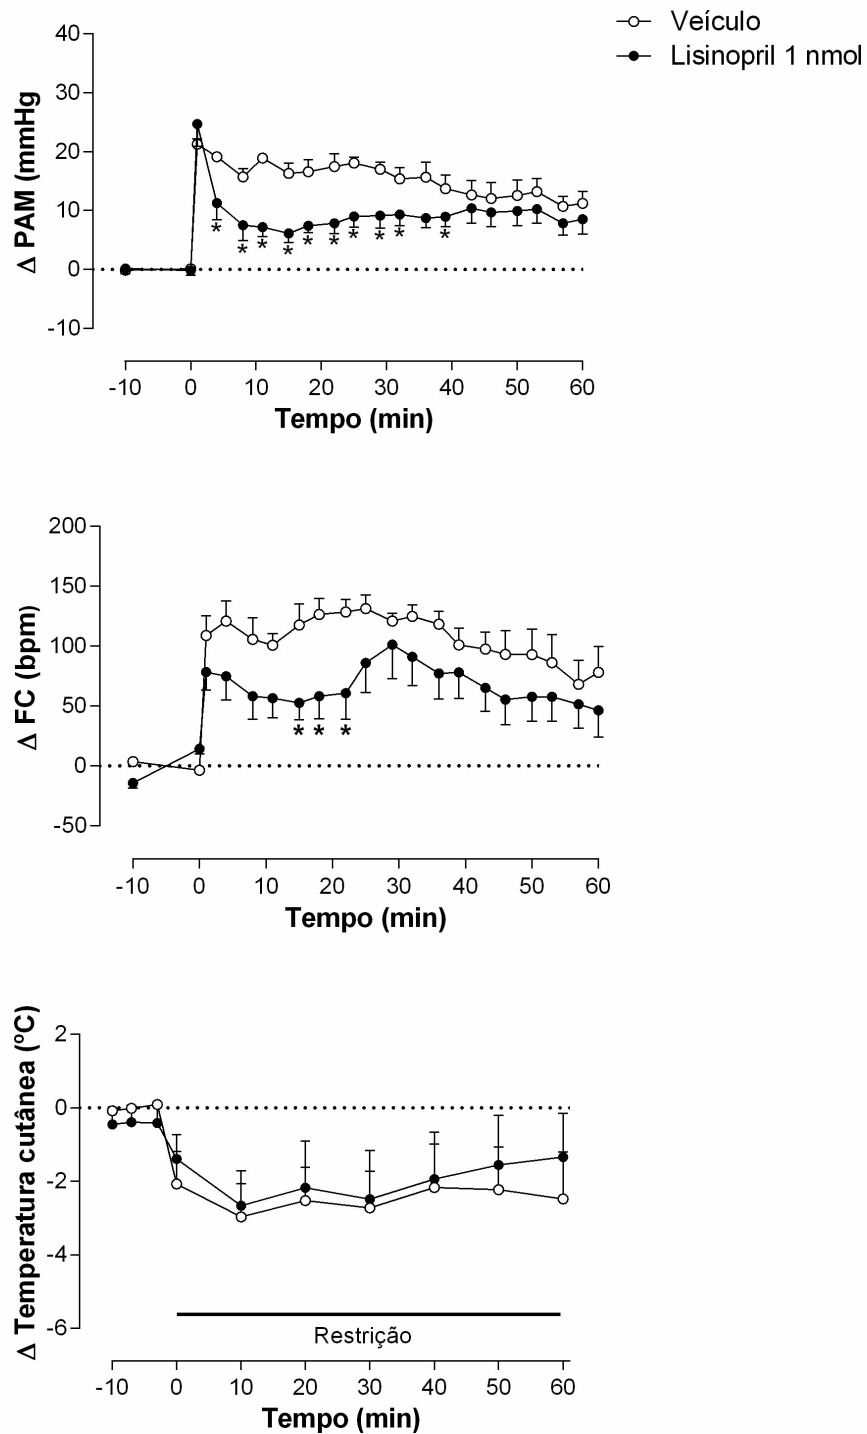 Veículo
Lisinopril 1 nmol
40
30
20
10
0
-10
Δ PAM (mmHg)
* * * * * * * * * * *
-10 0 10 20 30 40 50 60
Tempo (min)
200
150
100
50
0
-50
Δ FC (bpm)
* * *
-10 0 10 20 30 40 50 60
Tempo (min)
2
0
-2
-4
-6
Δ Temperatura cutânea (ºC)
Restrição
-10 0 10 20 30 40 50 60
Tempo (min)